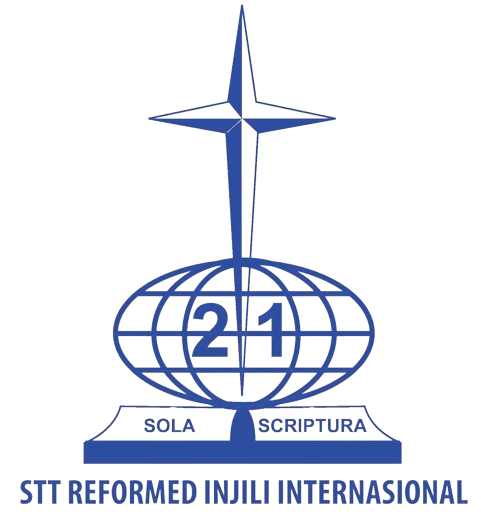 21
SOLA SCRIPTURA
STT REFORMED INJILI INTERNASIONAL